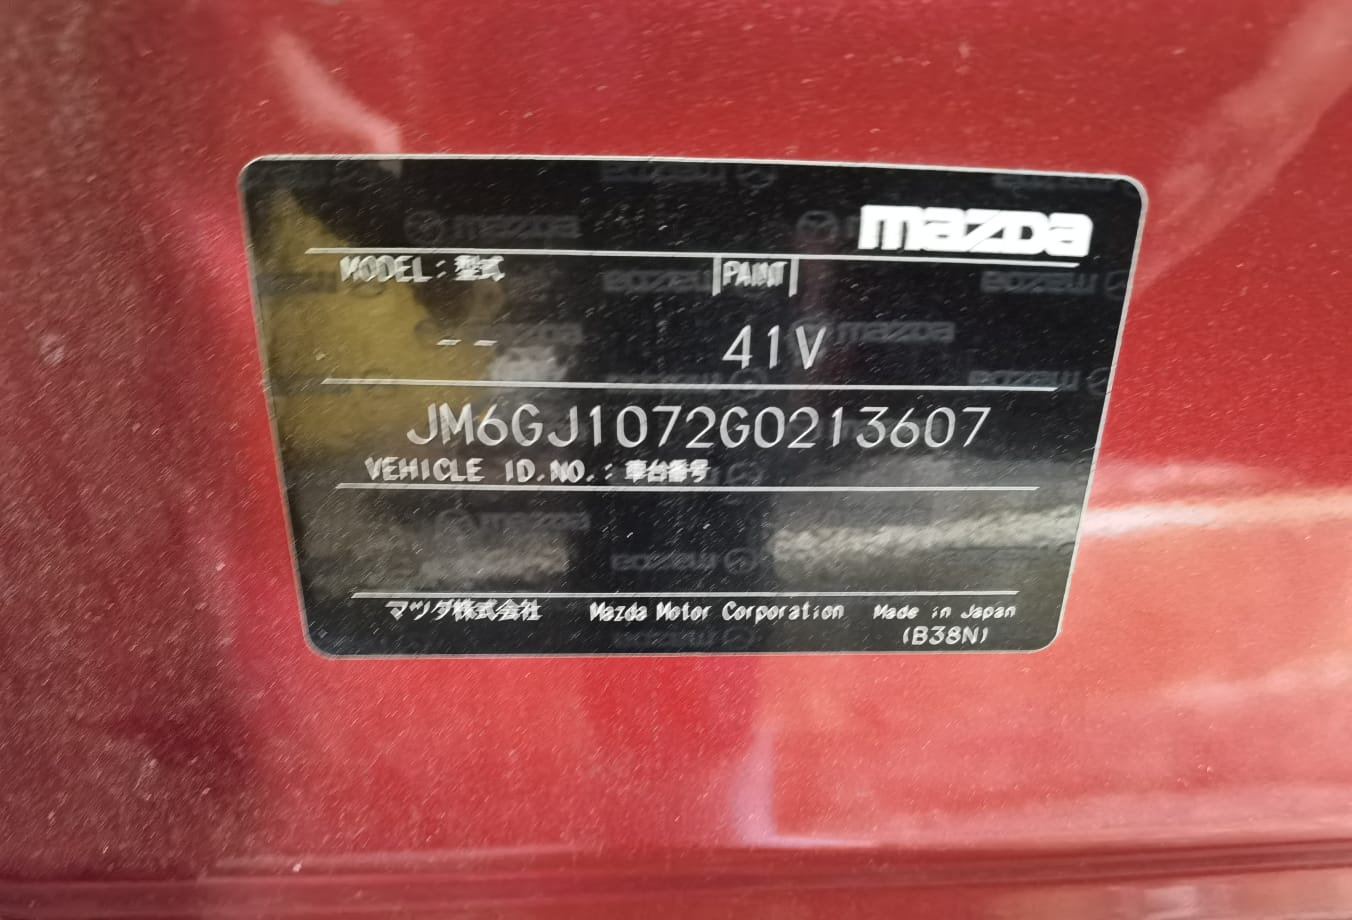 mazda
MODEL : 型式 PAINT
-- 41V
JM6GJ1072G0213607
VEHICLE ID.NO. : 車台番号
マツダ株式会社 Mazda Motor Corporation Made in Japan
(B38N)